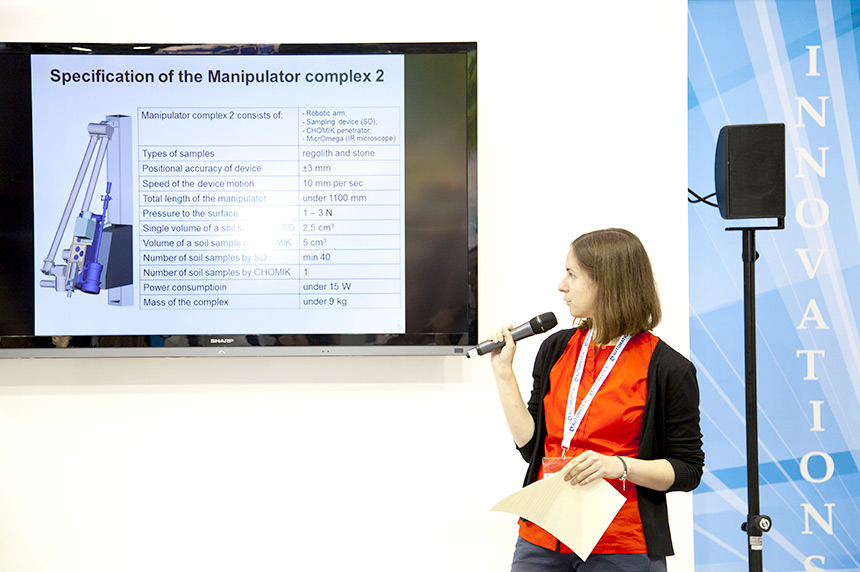 Specification of the Manipulator complex 2
Manipulator complex 2 consists of:
- Robotic arm;
- Sampling device (SD);
- CHOMIK penetrator;
- MicrOmega (IR microscope)
Types of samples regolith and stone
Positional accuracy of device ±3 mm
Speed of the device motion 10 mm per sec
Total length of the manipulator under 1100 mm
Pressure to the surface 1 – 3 N
Single volume of a soil SD 2,5 cm³
Volume of a soil 5 cm³
Number of soil samples by SD min 40
Number of soil samples by CHOMIK 1
Power consumptioin under 15 W
Mass of the complex under 9 kg
SHARP
INNOVATIONS